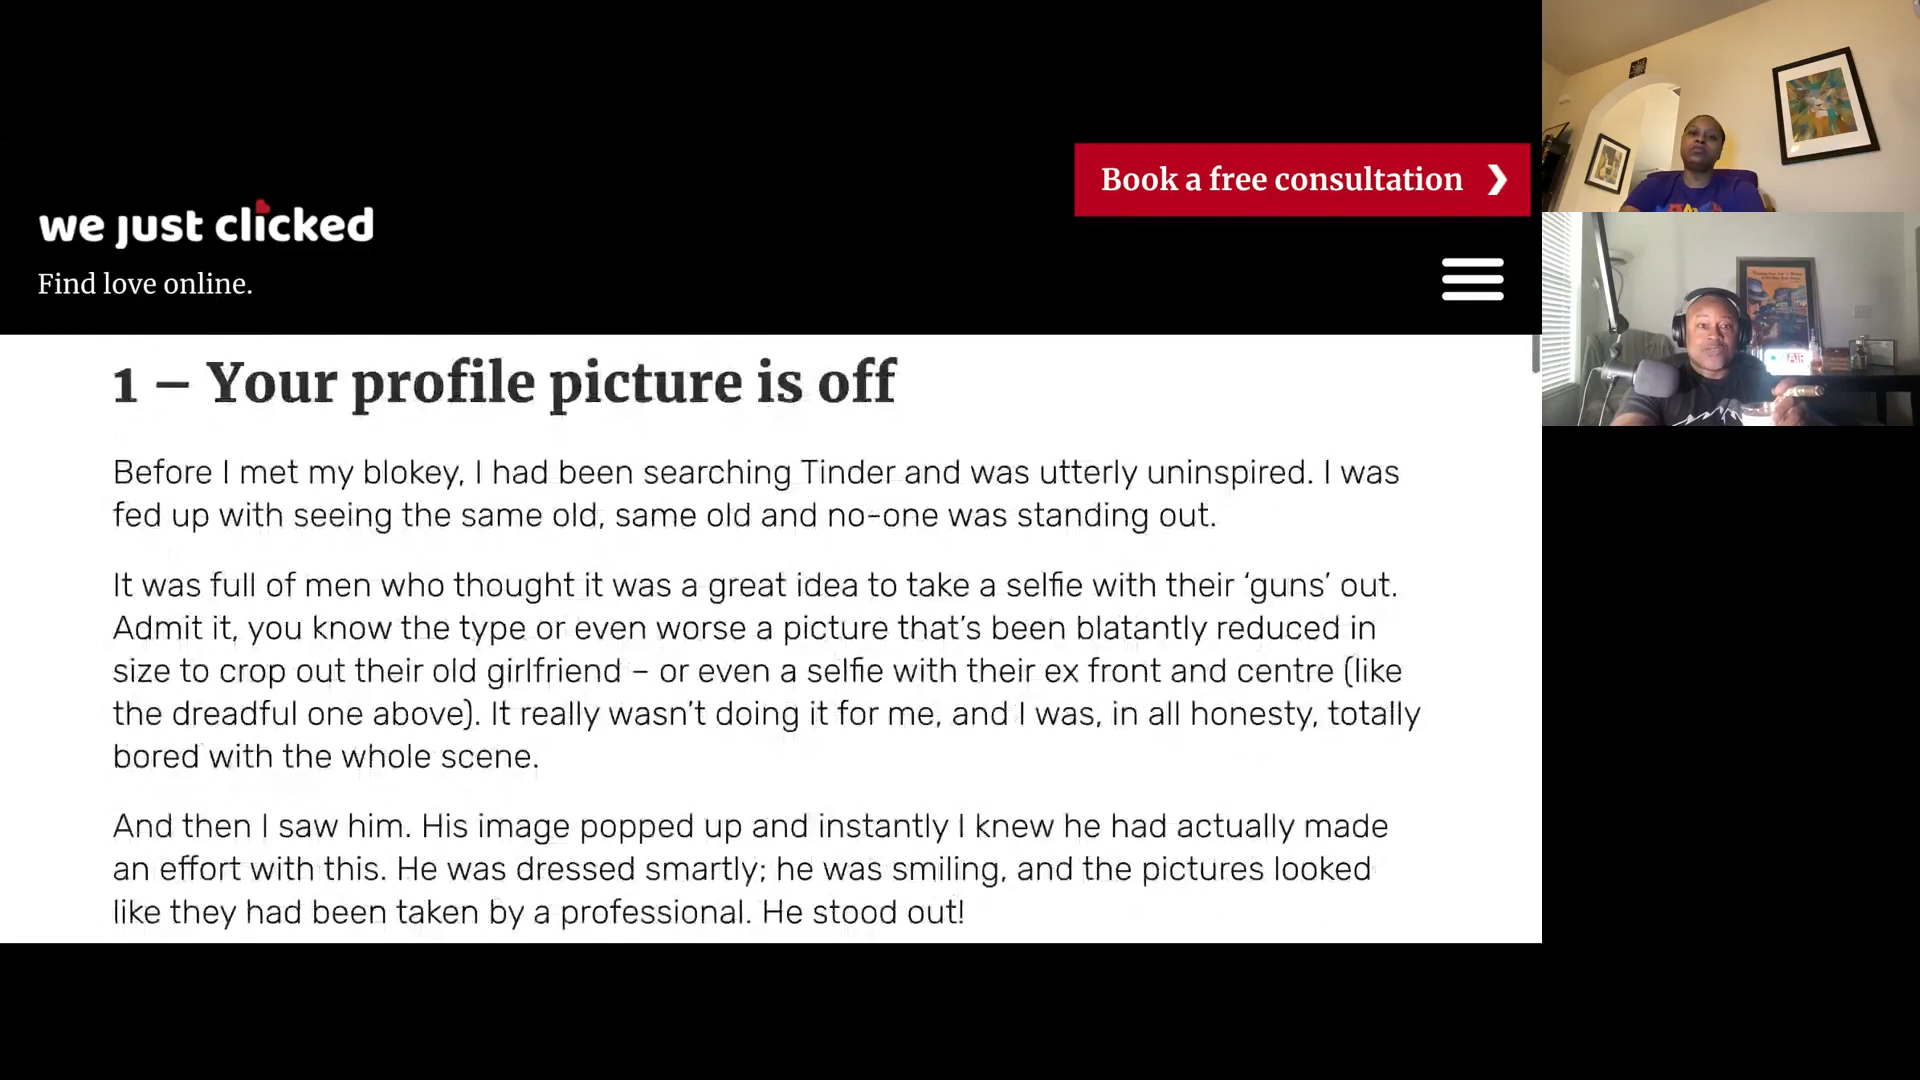 Book a free consultation ❯
we just clicked
Find love online.
1 – Your profile picture is off
Before I met my blokey, I had been searching Tinder and was utterly uninspired. I was
fed up with seeing the same old, same old and no-one was standing out.
It was full of men who thought it was a great idea to take a selfie with their ‘guns’ out.
Admit it, you know the type or even worse a picture that’s been blatantly reduced in
size to crop out their old girlfriend – or even a selfie with their ex front and centre (like
the dreadful one above). It really wasn’t doing it for me, and I was, in all honesty, totally
bored with the whole scene.
And then I saw him. His image popped up and instantly I knew he had actually made
an effort with this. He was dressed smartly; he was smiling, and the pictures looked
like they had been taken by a professional. He stood out!